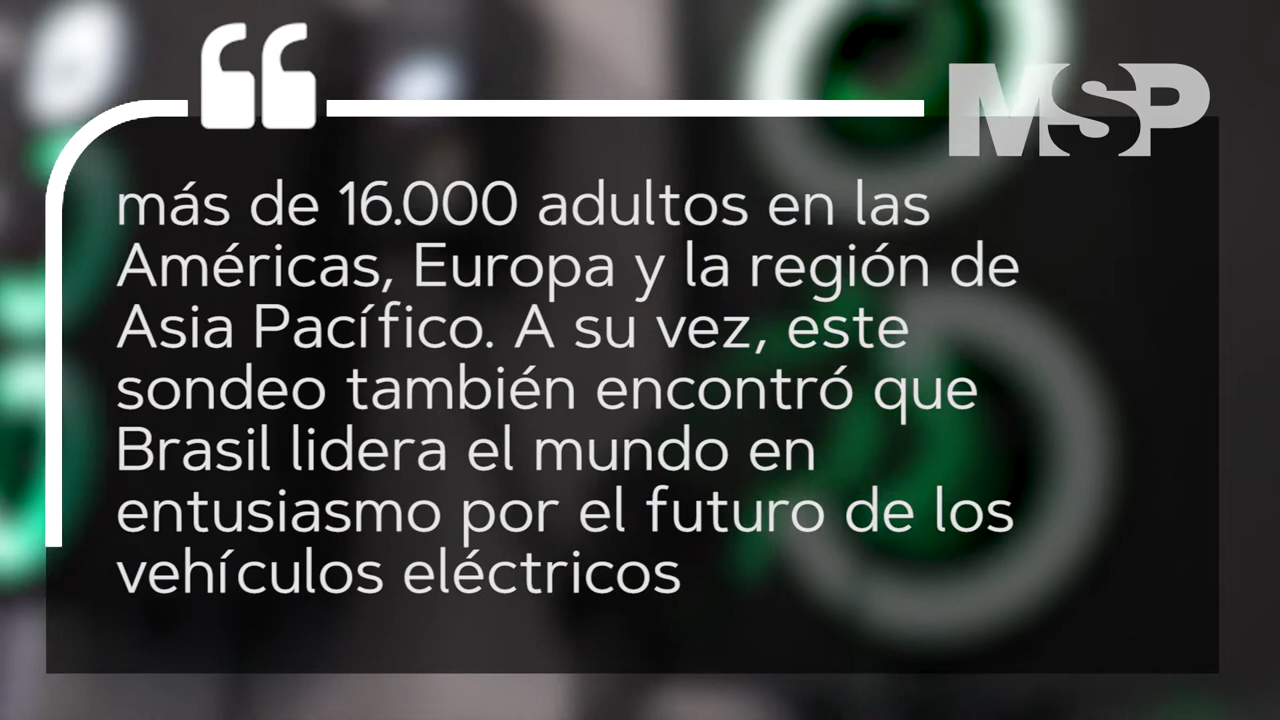 MSP
más de 16.000 adultos en las
Américas, Europa y la región de
Asia Pacífico. A su vez, este
sondeo también encontró que
Brasil lidera el mundo en
entusiasmo por el futuro de los
vehículos eléctricos